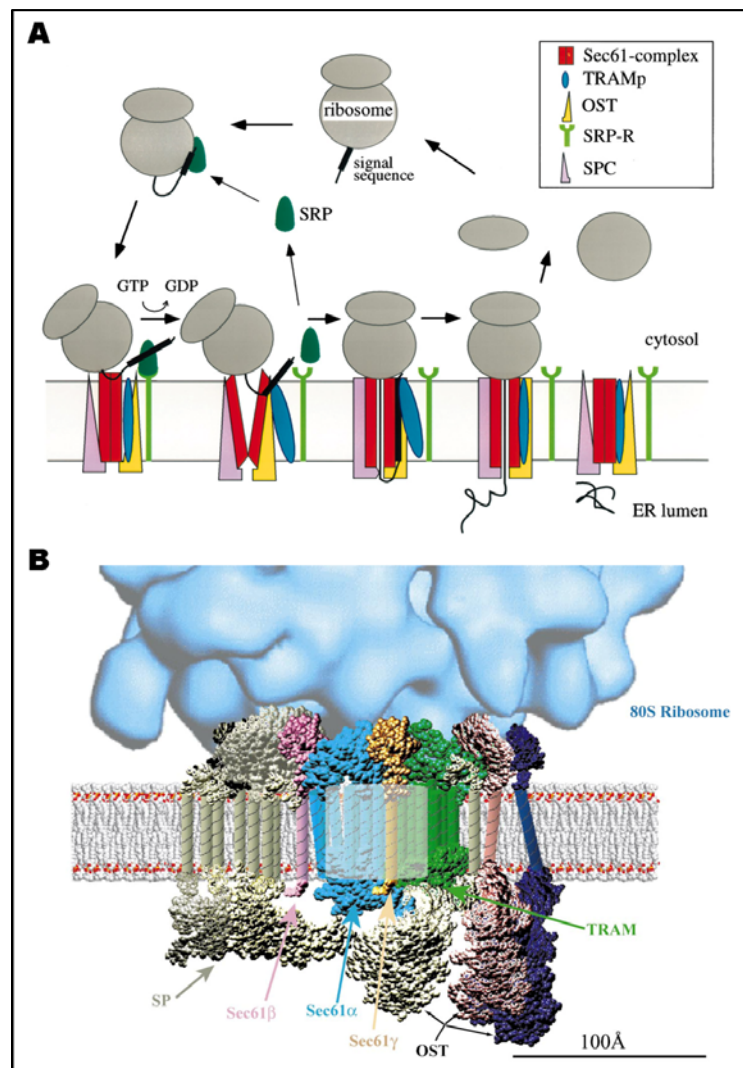 A
Sec61-complex
TRAMp
OST
SRP-R
SPC
ribosome
signal
sequence
SRP
GTP GDP
cytosol
ER lumen
B
80S Ribosome
TRAM
SP
Sec61β
Sec61α
Sec61γ
OST
100Å